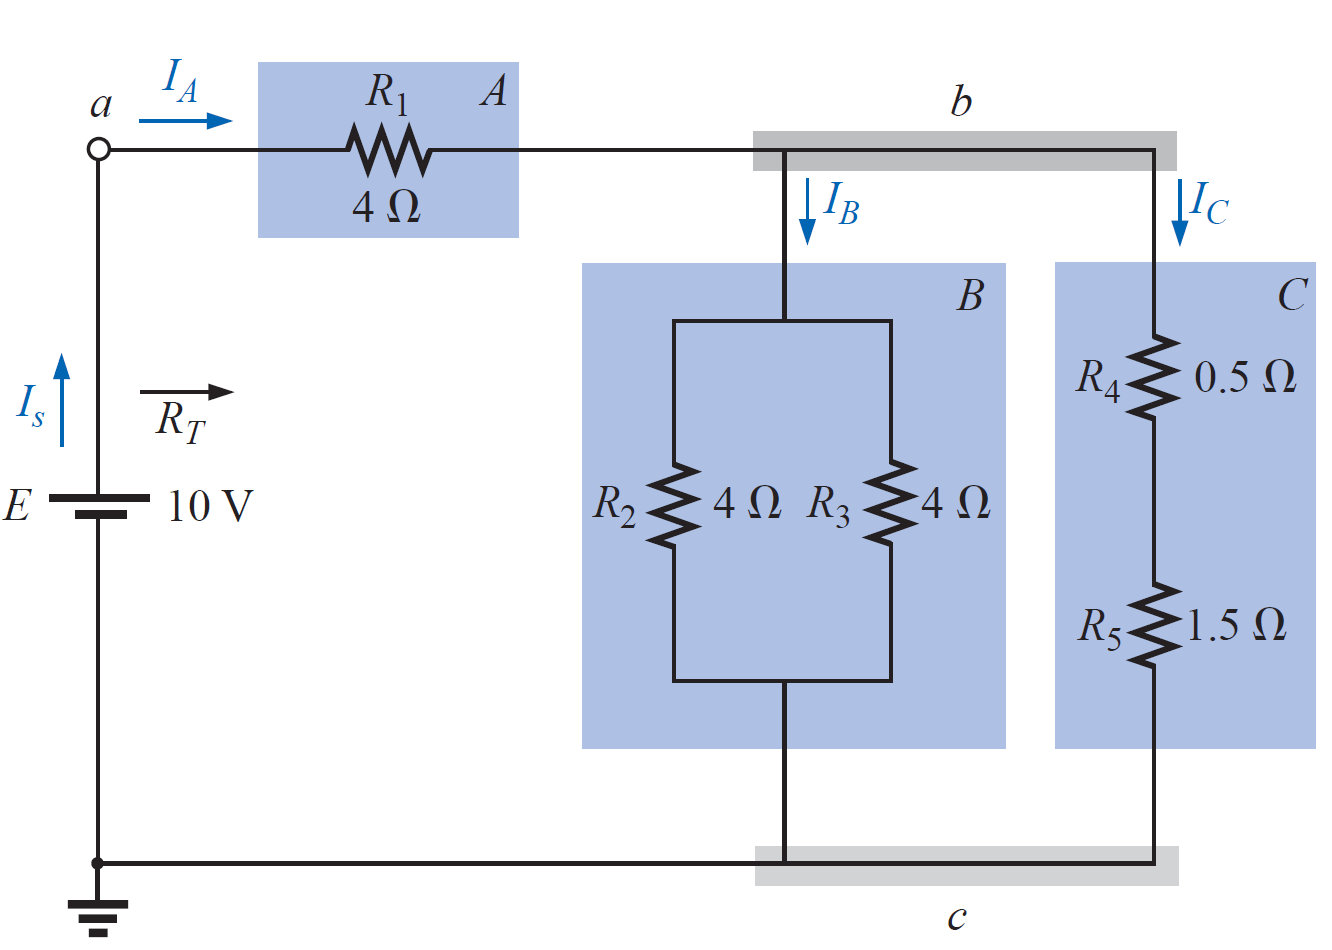 a
I_A
R_1
A
4 Ω
b
I_B
I_C
B
C
I_s
R_T
E
10 V
R_2
4 Ω
R_3
4 Ω
R_4
0.5 Ω
R_5
1.5 Ω
c